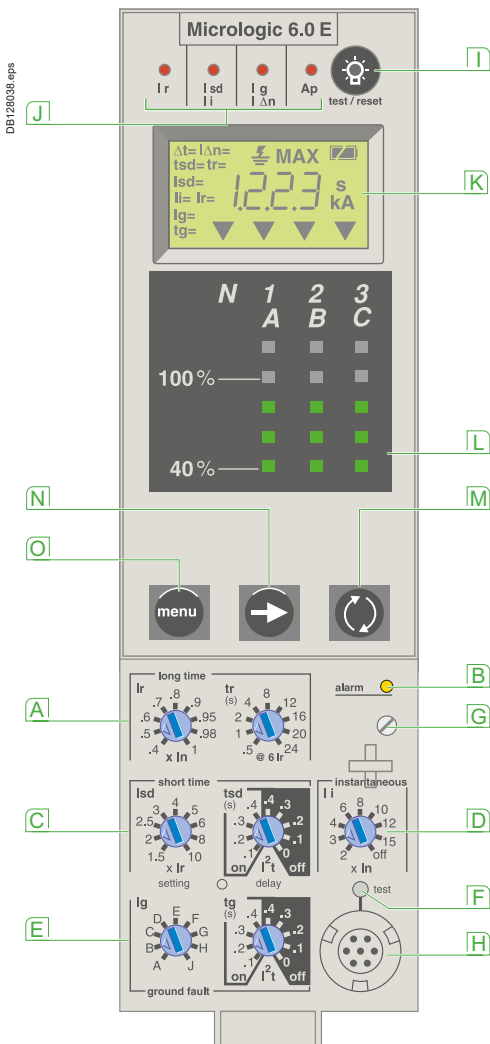 DB128038.eps
Micrologic 6.0 E
I r
I sd
I i
I g
I Δn
Ap
test / reset
I
J
Δt= IΔn=
tsd= tr=
Isd=
Ii= Ir=
Ig=
tg=
MAX
1.2.2.3
s
kA
K
N 1 2 3
A B C
100 %
40 %
L
N
M
O
menu
long time
alarm
B
A
Ir
.4 .5 .6 .7 .8 .9 .95 .98 1
x In
tr
(s)
.5 1 2 4 8 12 16 20 24
@ 6 Ir
G
short time
instantaneous
C
Isd
1.5 2 2.5 3 4 5 6 8 10
x Ir
tsd
(s)
.1 .2 .3 .4 .4 .3 .2 .1 0
on I²t off
I i
2 3 4 6 8 10 12 15 off
x In
D
setting
delay
test
F
E
Ig
A B C D E F G H J
tg
(s)
.1 .2 .3 .4 .4 .3 .2 .1 0
on I²t off
H
ground fault